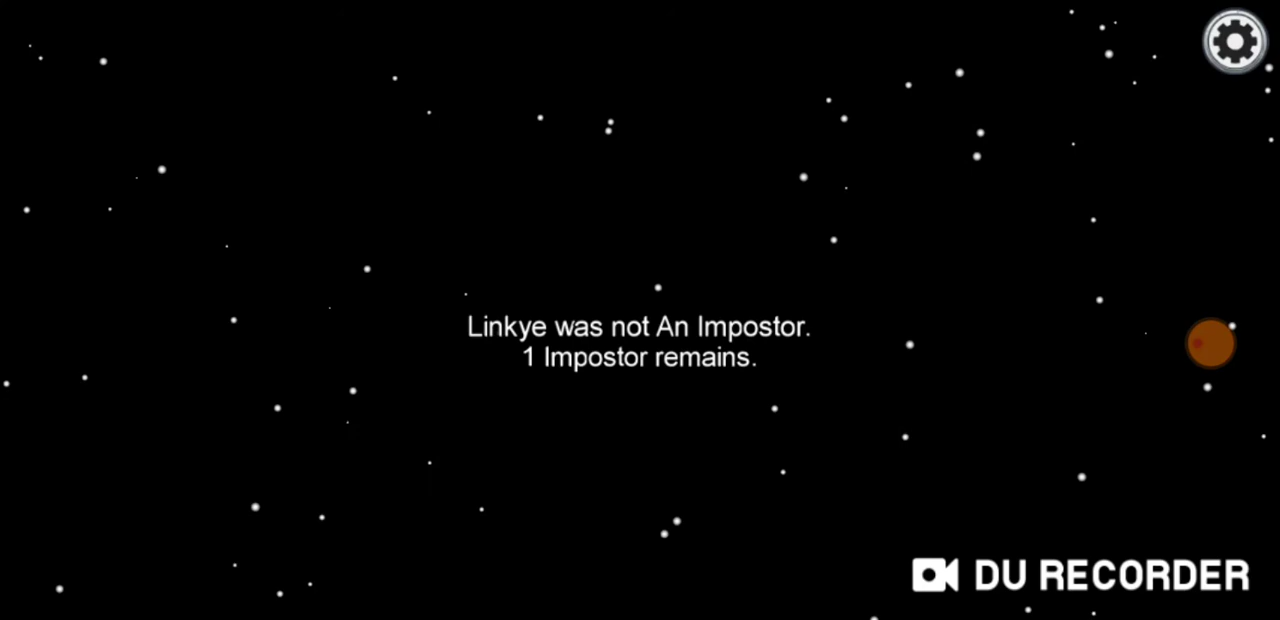 Linkye was not An Impostor.
1 Impostor remains.
DU RECORDER